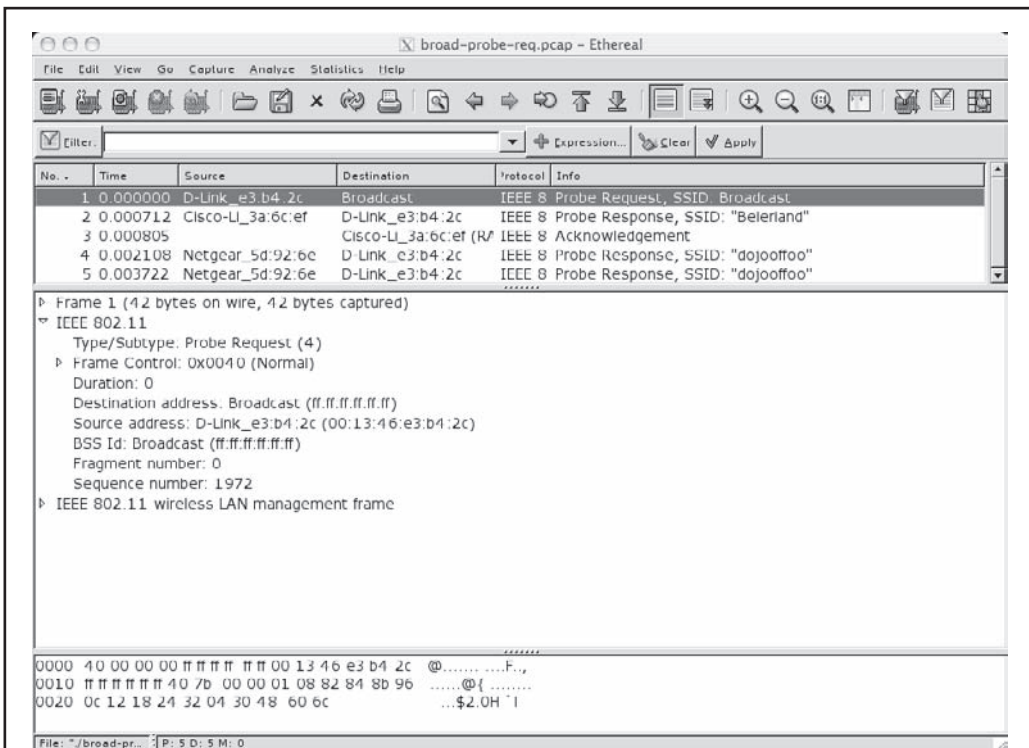 broad-probe-req.pcap – Ethereal
File Edit View Go Capture Analyze Statistics Help
Filter: Expression... Clear Apply
No. . Time Source Destination Protocol Info
1 0.000000 D-Link_e3:b4:2c Broadcast IEEE 8 Probe Request, SSID: Broadcast
2 0.000712 Cisco-Li_3a:6c:ef D-Link_e3:b4:2c IEEE 8 Probe Response, SSID: "Beierland"
3 0.000805 Cisco-Li_3a:6c:ef (RA IEEE 8 Acknowledgement
4 0.002108 Netgear_5d:92:6e D-Link_e3:b4:2c IEEE 8 Probe Response, SSID: "dojooffoo"
5 0.003722 Netgear_5d:92:6e D-Link_e3:b4:2c IEEE 8 Probe Response, SSID: "dojooffoo"
Frame 1 (42 bytes on wire, 42 bytes captured)
IEEE 802.11
Type/Subtype: Probe Request (4)
Frame Control: 0x0040 (Normal)
Duration: 0
Destination address: Broadcast (ff:ff:ff:ff:ff:ff)
Source address: D-Link_e3:b4:2c (00:13:46:e3:b4:2c)
BSS Id: Broadcast (ff:ff:ff:ff:ff:ff)
Fragment number: 0
Sequence number: 1972
IEEE 802.11 wireless LAN management frame
0000 40 00 00 00 ff ff ff ff ff ff 00 13 46 e3 b4 2c @....... ....F..,
0010 ff ff ff ff ff ff 40 7b 00 00 01 08 82 84 8b 96 ......@{ ........
0020 0c 12 18 24 32 04 30 48 60 6c ...$2.0H `l
File: "./broad-pr... P: 5 D: 5 M: 0